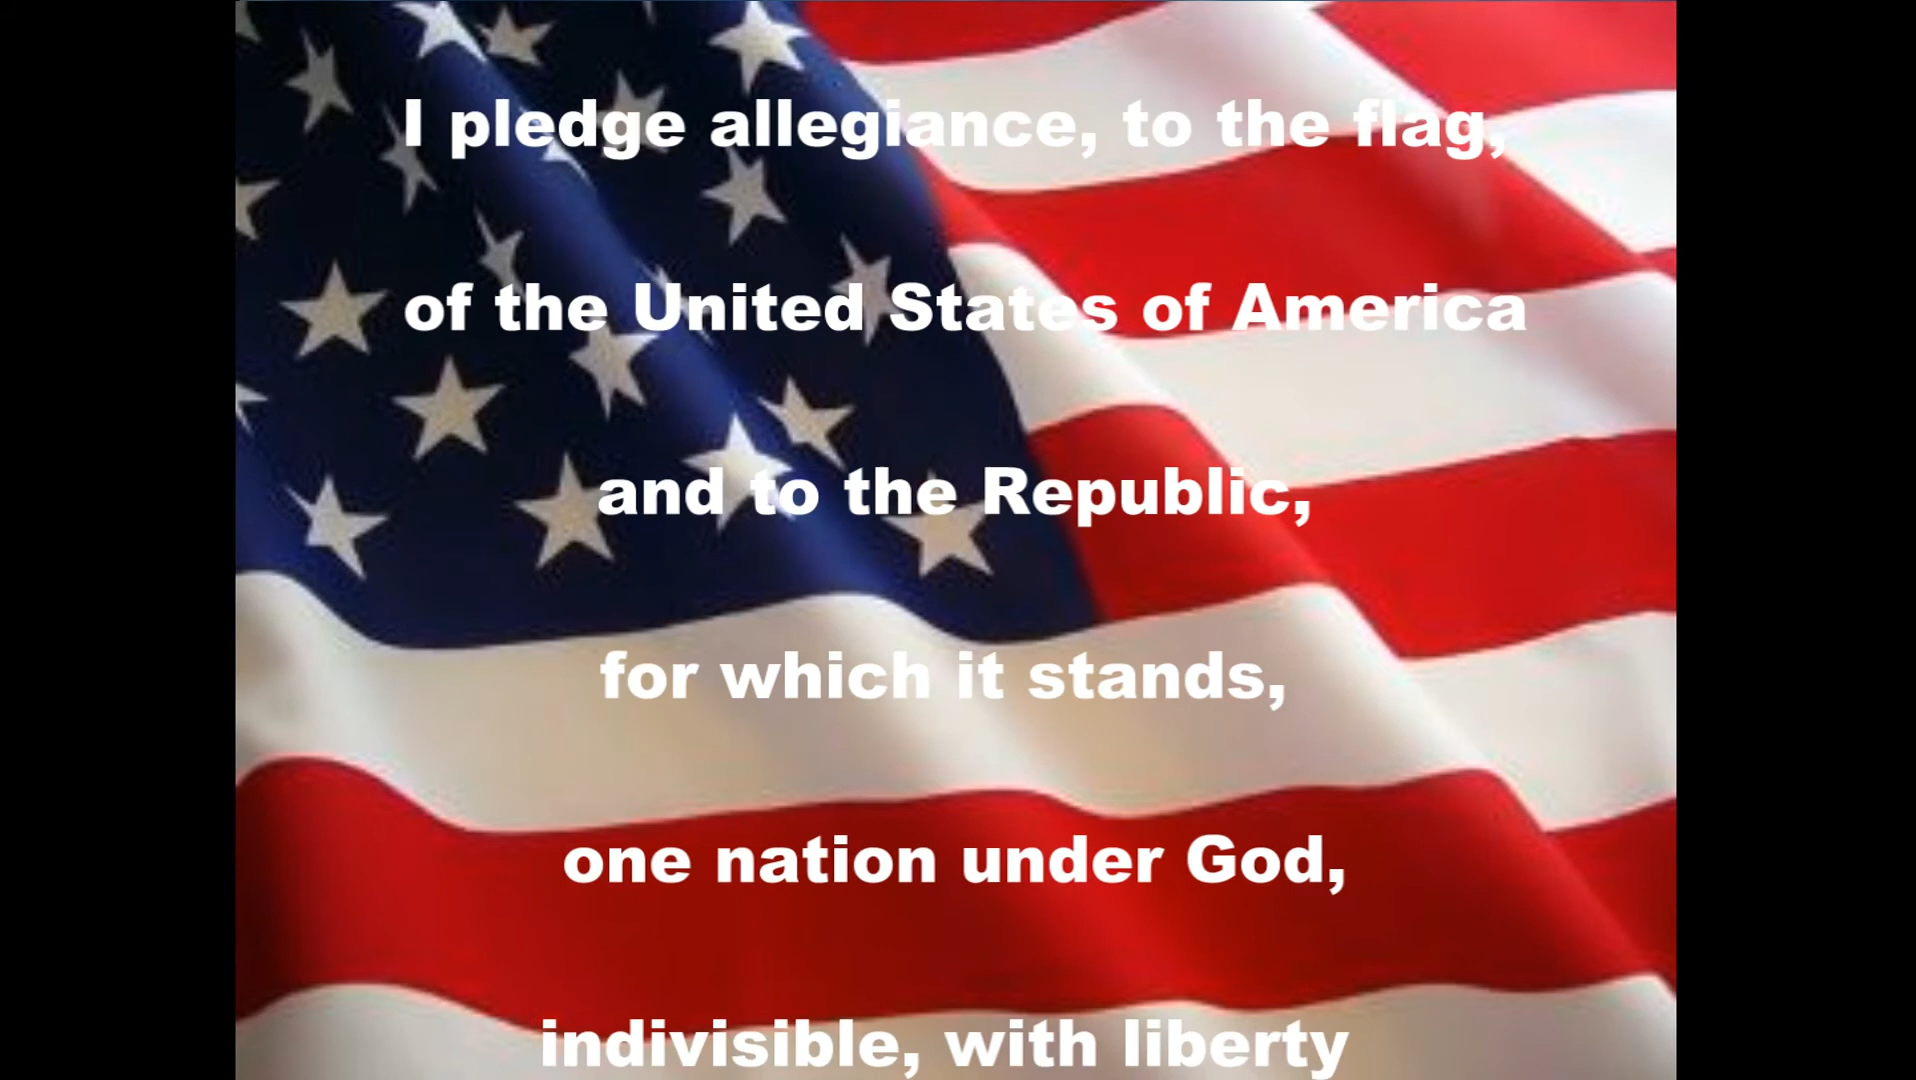 I pledge allegiance, to the flag,
of the United States of America
and to the Republic,
for which it stands,
one nation under God,
indivisible, with liberty